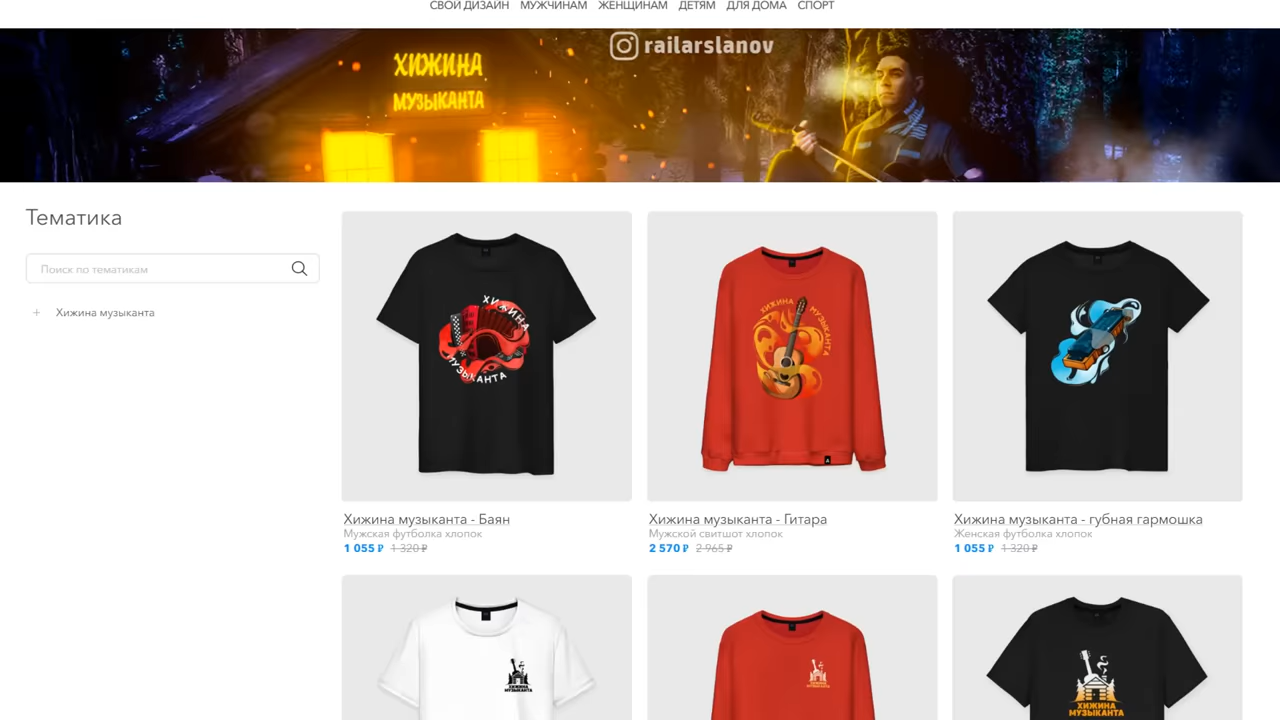 СВОЙ ДИЗАЙН МУЖЧИНАМ ЖЕНЩИНАМ ДЕТЯМ ДЛЯ ДОМА СПОРТ
railarslanov
ХИЖИНА
МУЗЫКАНТА
Тематика
Поиск по тематикам
+ Хижина музыканта
ХИЖИНА
МУЗЫКАНТА
ХИЖИНА МУЗЫКАНТА
Хижина музыканта - Баян
Мужская футболка хлопок
1 055 ₽ 1 320 ₽
Хижина музыканта - Гитара
Мужской свитшот хлопок
2 570 ₽ 2 965 ₽
Хижина музыканта - губная гармошка
Женская футболка хлопок
1 055 ₽ 1 320 ₽
ХИЖИНА
МУЗЫКАНТА
ХИЖИНА
МУЗЫКАНТА
ХИЖИНА
МУЗЫКАНТА